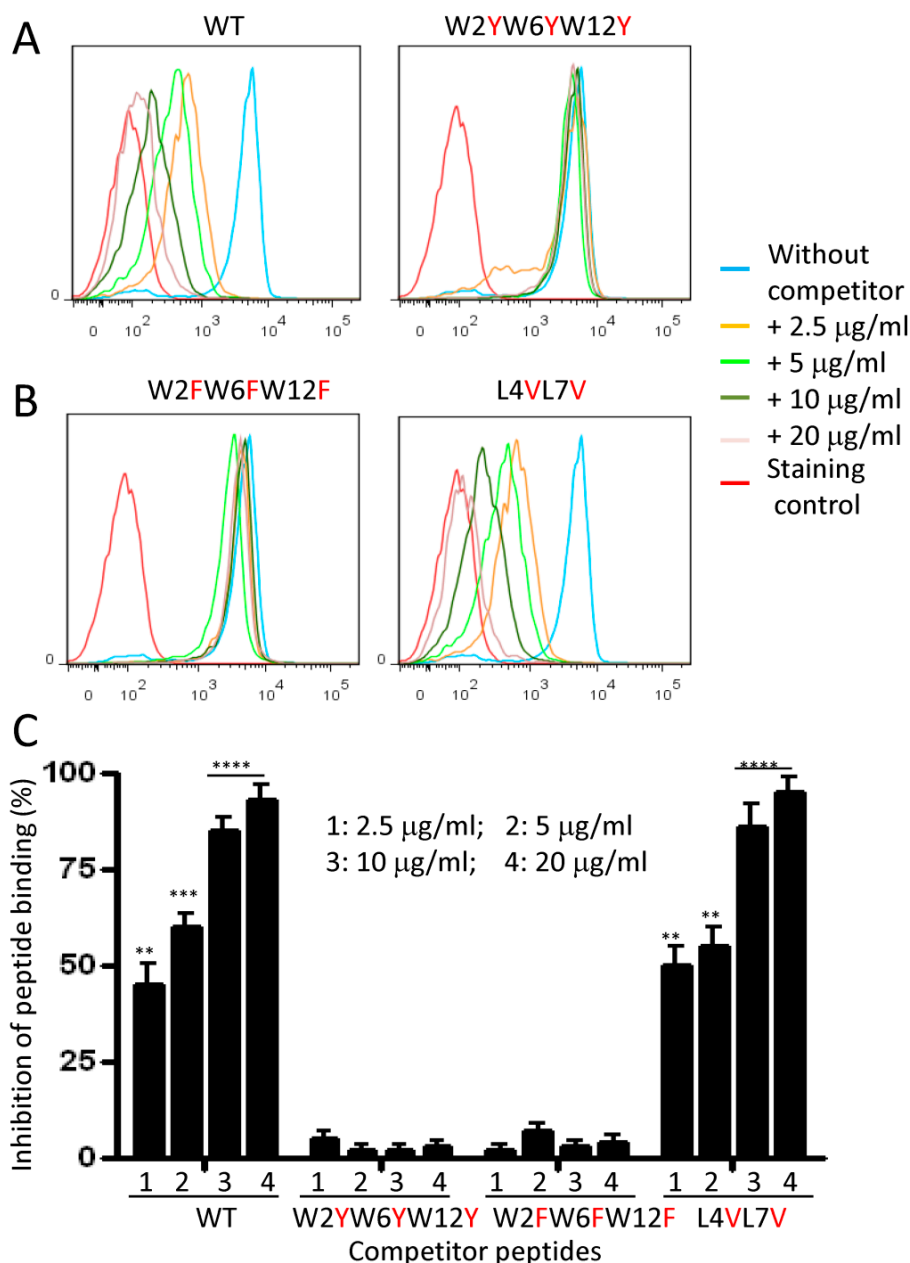 A
WT
W2YW6YW12Y
0
0 10² 10³ 10⁴ 10⁵
0
0 10² 10³ 10⁴ 10⁵
Without
competitor
+ 2.5 μg/ml
+ 5 μg/ml
+ 10 μg/ml
+ 20 μg/ml
Staining
control
B
W2FW6FW12F
L4VL7V
0
0 10² 10³ 10⁴ 10⁵
0
0 10² 10³ 10⁴ 10⁵
C
Inhibition of peptide binding (%)
100
75
50
25
0
** *** ****
** ** ****
1: 2.5 μg/ml; 2: 5 μg/ml
3: 10 μg/ml; 4: 20 μg/ml
1 2 3 4 1 2 3 4 1 2 3 4 1 2 3 4
WT W2YW6YW12Y W2FW6FW12F L4VL7V
Competitor peptides